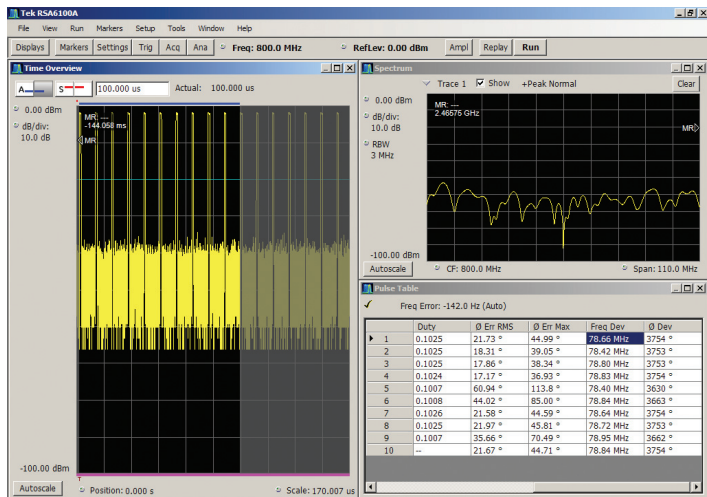 Tek RSA6100A
File View Run Markers Setup Tools Window Help
Displays Markers Settings Trig Acq Ana Freq: 800.0 MHz RefLev: 0.00 dBm Ampl Replay Run
Time Overview
A S 100.000 us Actual: 100.000 us
0.00 dBm
dB/div:
10.0 dB
MR: ---
-144.058 ms
MR
-100.00 dBm
T
Autoscale Position: 0.000 s Scale: 170.007 us
Spectrum
Trace 1 Show +Peak Normal Clear
0.00 dBm
dB/div:
10.0 dB
RBW
3 MHz
MR: ---
2.46575 GHz
MR
-100.00 dBm
Autoscale CF: 800.0 MHz Span: 110.0 MHz
Pulse Table
Freq Error: -142.0 Hz (Auto)
Duty Ø Err RMS Ø Err Max Freq Dev Ø Dev
1 0.1025 21.73 ° 44.99 ° 78.66 MHz 3754 °
2 0.1025 18.31 ° 39.05 ° 78.42 MHz 3753 °
3 0.1025 17.86 ° 38.34 ° 78.80 MHz 3753 °
4 0.1024 17.17 ° 36.93 ° 78.83 MHz 3754 °
5 0.1007 60.94 ° 113.8 ° 78.40 MHz 3630 °
6 0.1008 44.02 ° 85.00 ° 78.84 MHz 3663 °
7 0.1026 21.58 ° 44.59 ° 78.64 MHz 3754 °
8 0.1025 21.97 ° 45.81 ° 78.72 MHz 3753 °
9 0.1007 35.66 ° 70.49 ° 78.95 MHz 3662 °
10 -- 21.67 ° 44.71 ° 78.84 MHz 3754 °